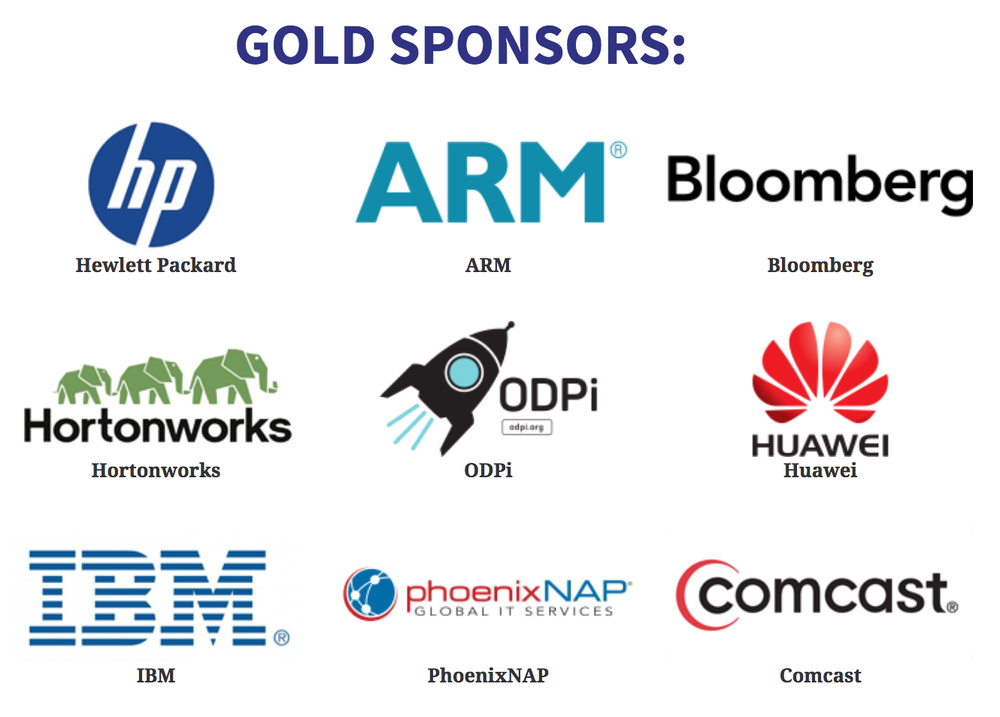 GOLD SPONSORS:
hp
ARM®
Bloomberg
Hewlett Packard
ARM
Bloomberg
Hortonworks
ODPi
odpi.org
HUAWEI
Hortonworks
ODPi
Huawei
IBM®
phoenixNAP®
GLOBAL IT SERVICES
comcast®
IBM
PhoenixNAP
Comcast